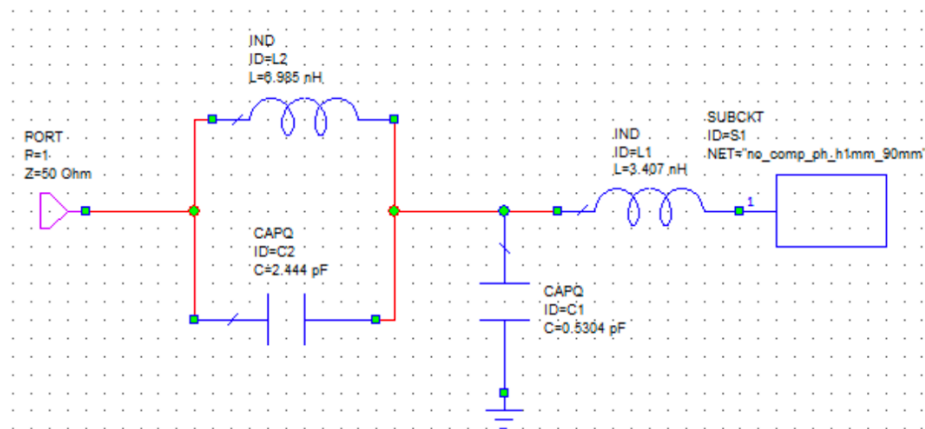 IND
ID=L2
L=6.985 nH
PORT
P=1
Z=50 Ohm
CAPQ
ID=C2
C=2.444 pF
IND
ID=L1
L=3.407 nH
SUBCKT
ID=S1
NET="no_comp_ph_h1mm_90mm"
1
CAPQ
ID=C1
C=0.5304 pF